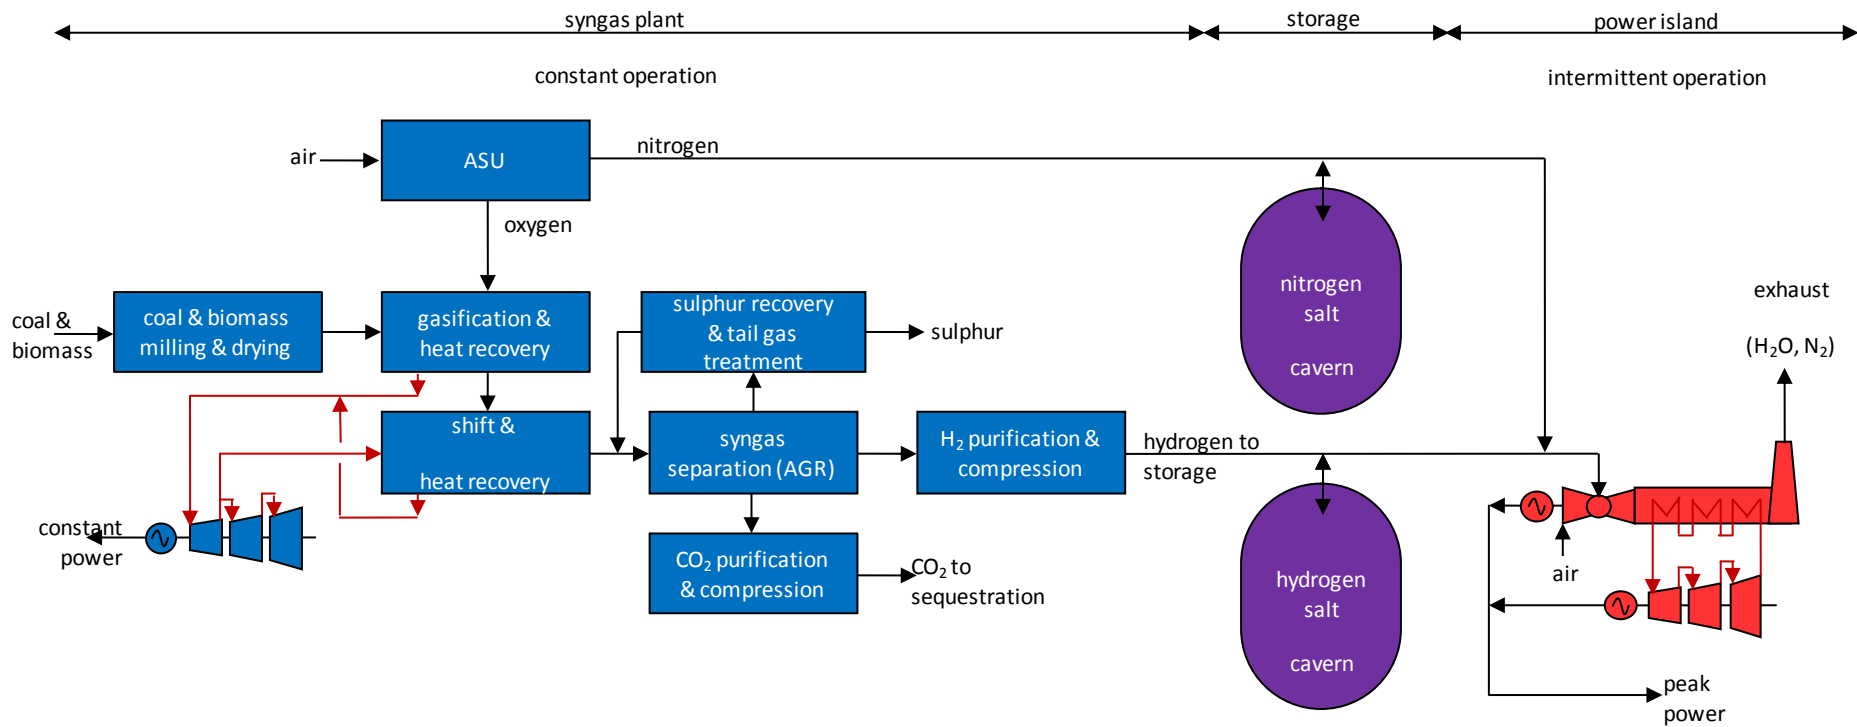 syngas plant
storage
power island
constant operation
intermittent operation
air
ASU
nitrogen
oxygen
coal &
biomass
coal & biomass
milling & drying
gasification &
heat recovery
sulphur recovery
& tail gas
treatment
sulphur
nitrogen
salt
cavern
exhaust
(H₂O, N₂)
shift &
heat recovery
syngas
separation (AGR)
H₂ purification &
compression
hydrogen to
storage
constant
power
CO₂ purification
& compression
CO₂ to
sequestration
hydrogen
salt
cavern
air
peak
power